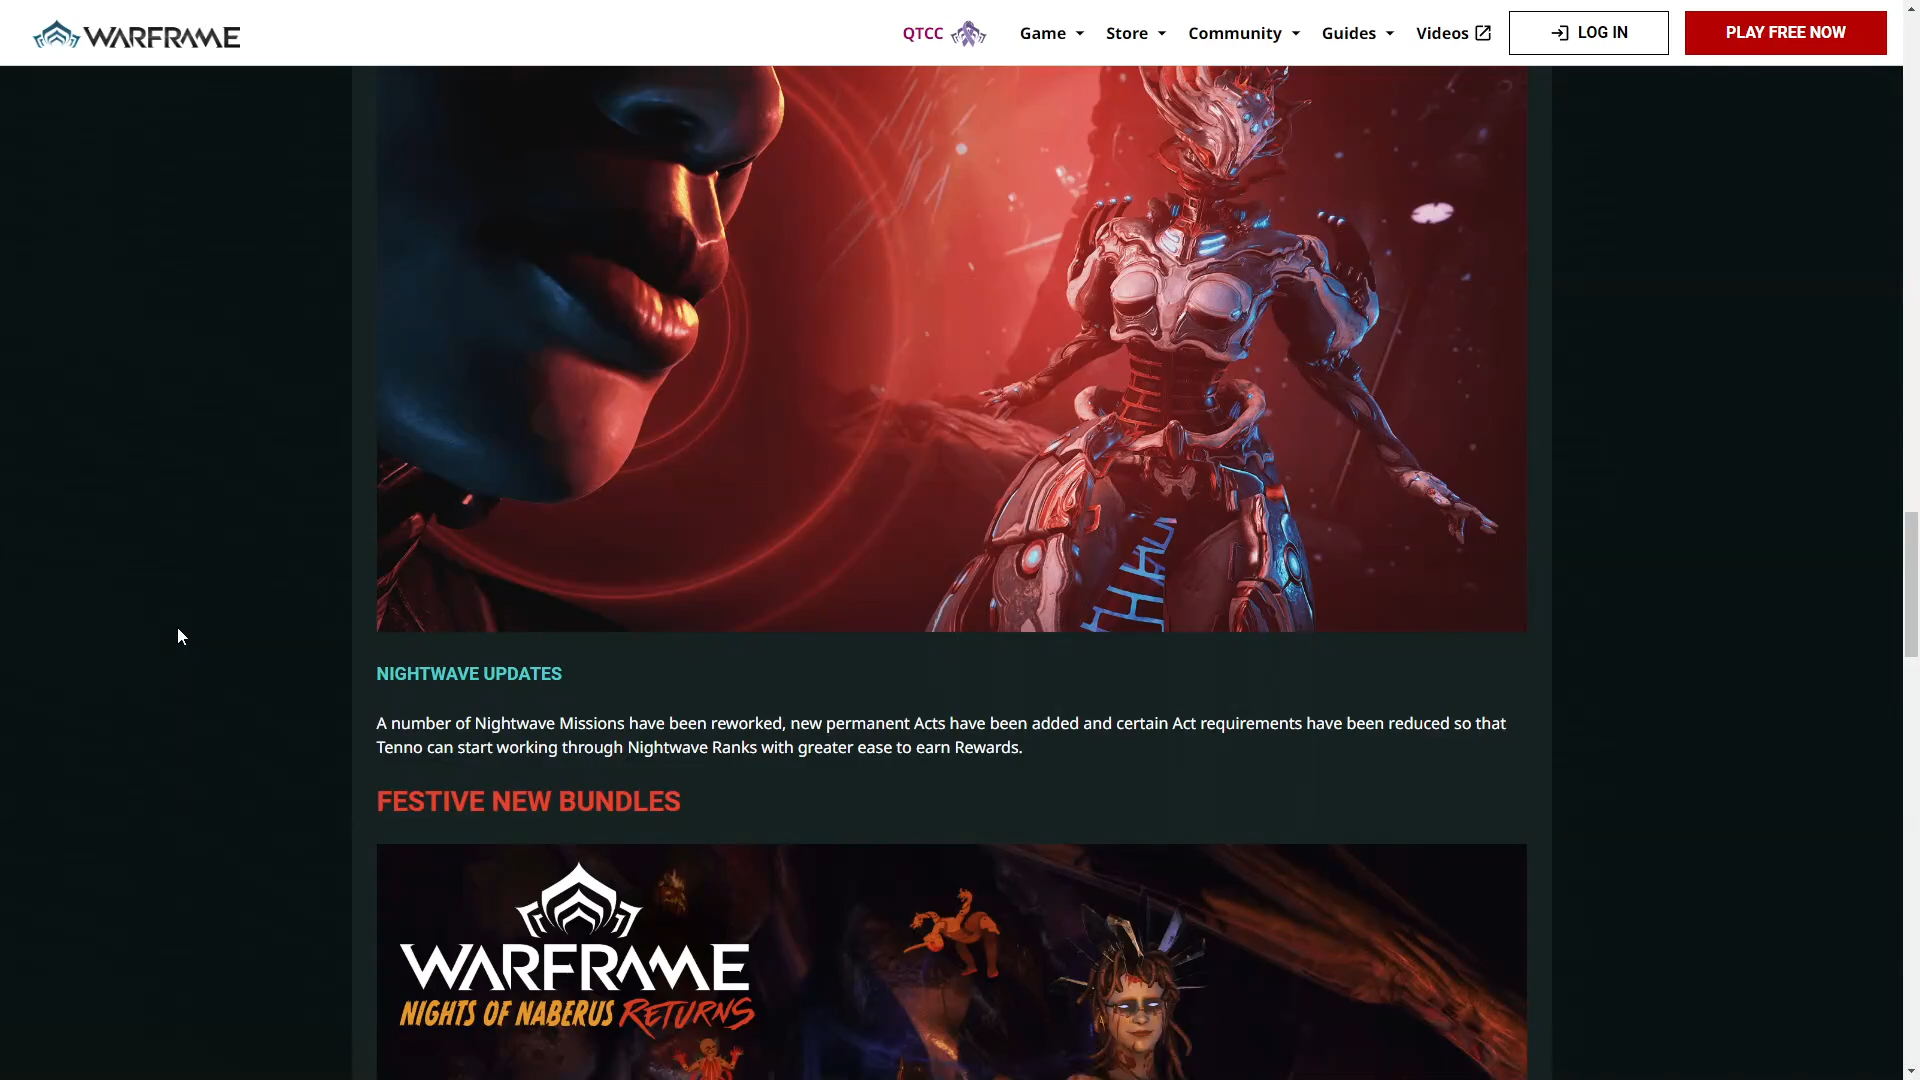 WARFRAME
QTCC
Game
Store
Community
Guides
Videos
LOG IN
PLAY FREE NOW
NIGHTWAVE UPDATES
A number of Nightwave Missions have been reworked, new permanent Acts have been added and certain Act requirements have been reduced so that
Tenno can start working through Nightwave Ranks with greater ease to earn Rewards.
FESTIVE NEW BUNDLES
WARFRAME
NIGHTS OF NABERUS RETURNS